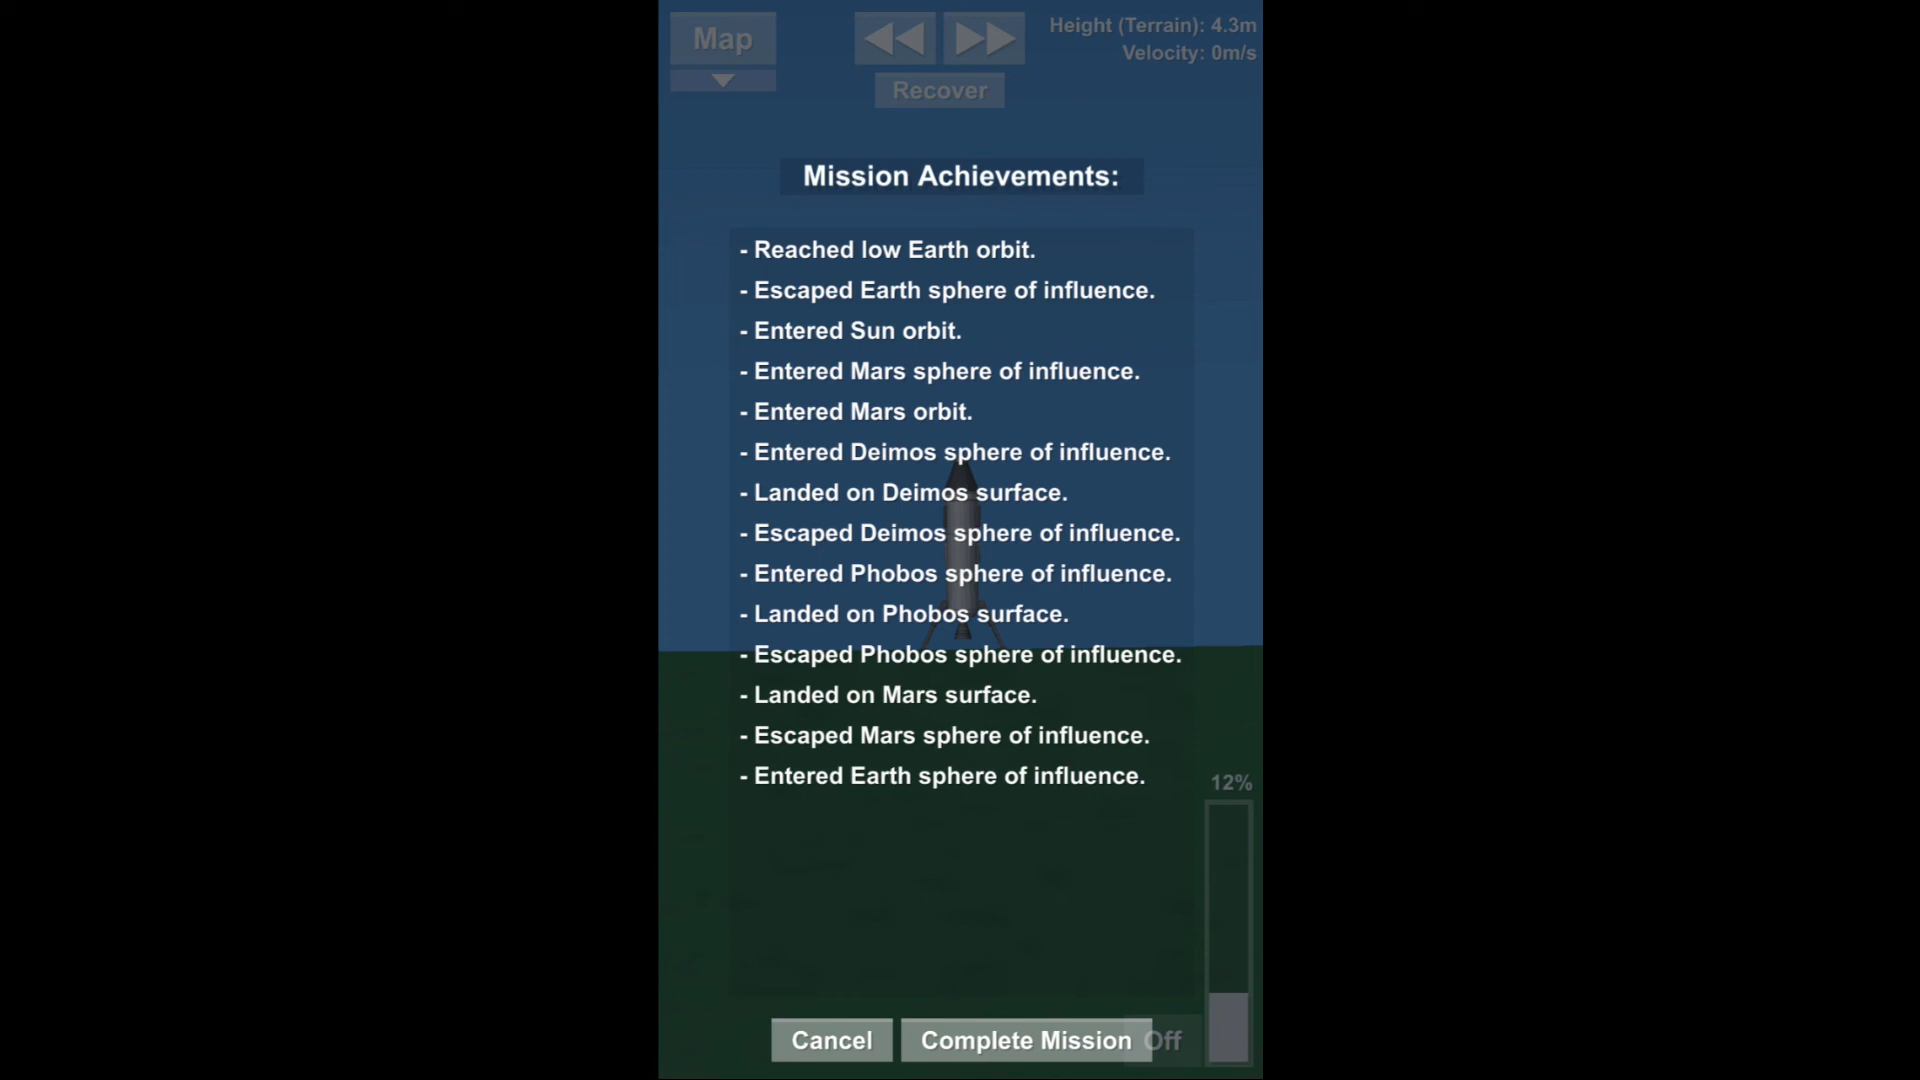 Map
Height (Terrain): 4.3m
Velocity: 0m/s
Recover
Mission Achievements:
- Reached low Earth orbit.
- Escaped Earth sphere of influence.
- Entered Sun orbit.
- Entered Mars sphere of influence.
- Entered Mars orbit.
- Entered Deimos sphere of influence.
- Landed on Deimos surface.
- Escaped Deimos sphere of influence.
- Entered Phobos sphere of influence.
- Landed on Phobos surface.
- Escaped Phobos sphere of influence.
- Landed on Mars surface.
- Escaped Mars sphere of influence.
- Entered Earth sphere of influence.
12%
Cancel
Complete Mission
Off